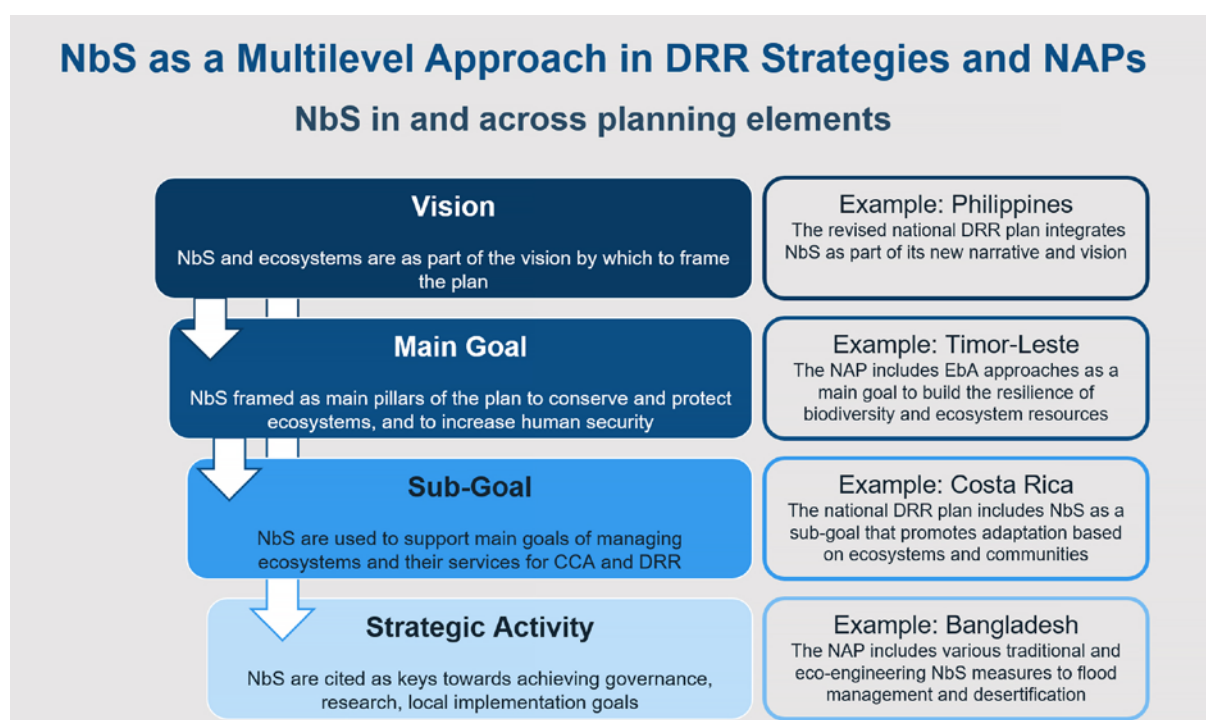 NbS as a Multilevel Approach in DRR Strategies and NAPs
NbS in and across planning elements
Vision
NbS and ecosystems are as part of the vision by which to frame
the plan
Example: Philippines
The revised national DRR plan integrates
NbS as part of its new narrative and vision
Main Goal
NbS framed as main pillars of the plan to conserve and protect
ecosystems, and to increase human security
Example: Timor-Leste
The NAP includes EbA approaches as a
main goal to build the resilience of
biodiversity and ecosystem resources
Sub-Goal
NbS are used to support main goals of managing
ecosystems and their services for CCA and DRR
Example: Costa Rica
The national DRR plan includes NbS as a
sub-goal that promotes adaptation based
on ecosystems and communities
Strategic Activity
NbS are cited as keys towards achieving governance,
research, local implementation goals
Example: Bangladesh
The NAP includes various traditional and
eco-engineering NbS measures to flood
management and desertification